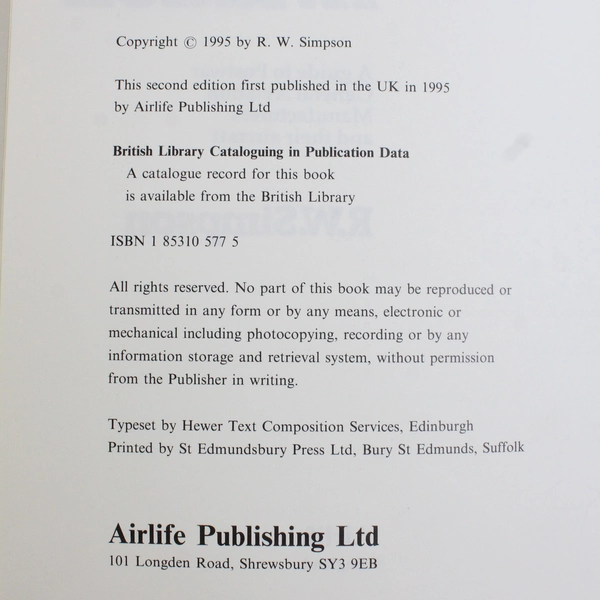 Copyright © 1995 by R. W. Simpson
This second edition first published in the UK in 1995
by Airlife Publishing Ltd
British Library Cataloguing in Publication Data
A catalogue record for this book
is available from the British Library
ISBN 1 85310 577 5
All rights reserved. No part of this book may be reproduced or
transmitted in any form or by any means, electronic or
mechanical including photocopying, recording or by any
information storage and retrieval system, without permission
from the Publisher in writing.
Typeset by Hewer Text Composition Services, Edinburgh
Printed by St Edmundsbury Press Ltd, Bury St Edmunds, Suffolk
Airlife Publishing Ltd
101 Longden Road, Shrewsbury SY3 9EB